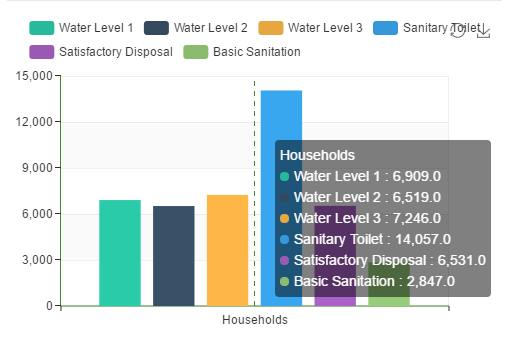 Water Level 1 Water Level 2 Water Level 3 Sanitary Toilet
Satisfactory Disposal Basic Sanitation
15,000
12,000
9,000
6,000
3,000
0
Households
Households
Water Level 1 : 6,909.0
Water Level 2 : 6,519.0
Water Level 3 : 7,246.0
Sanitary Toilet : 14,057.0
Satisfactory Disposal : 6,531.0
Basic Sanitation : 2,847.0